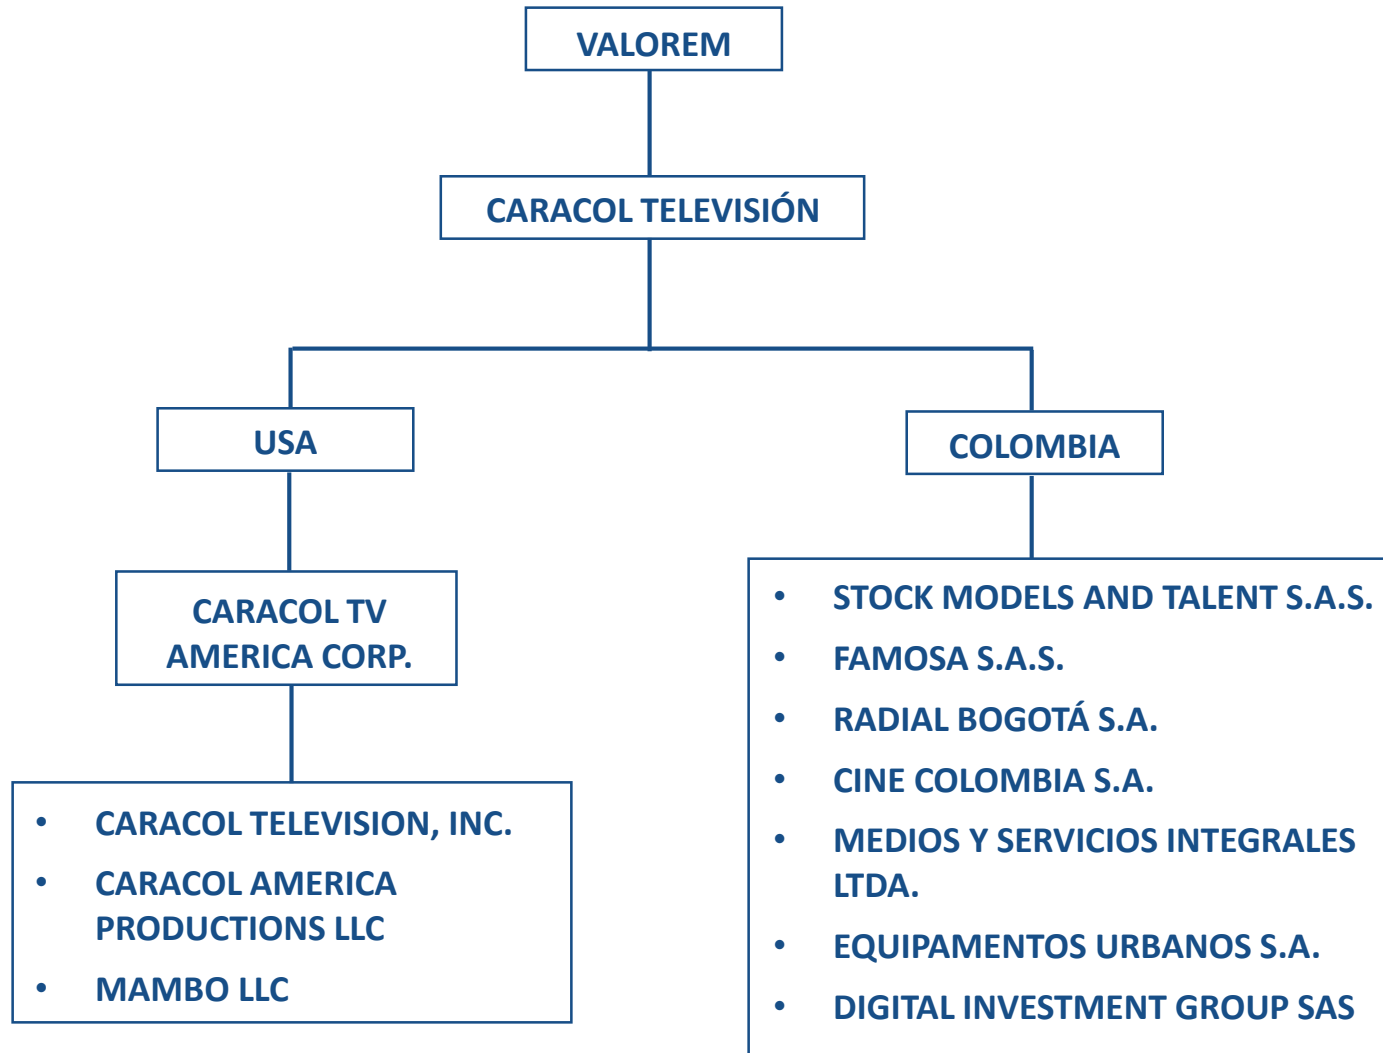 VALOREM
CARACOL TELEVISIÓN
USA
COLOMBIA
CARACOL TV
AMERICA CORP.
• CARACOL TELEVISION, INC.
• CARACOL AMERICA
PRODUCTIONS LLC
• MAMBO LLC
• STOCK MODELS AND TALENT S.A.S.
• FAMOSA S.A.S.
• RADIAL BOGOTÁ S.A.
• CINE COLOMBIA S.A.
• MEDIOS Y SERVICIOS INTEGRALES
LTDA.
• EQUIPAMENTOS URBANOS S.A.
• DIGITAL INVESTMENT GROUP SAS